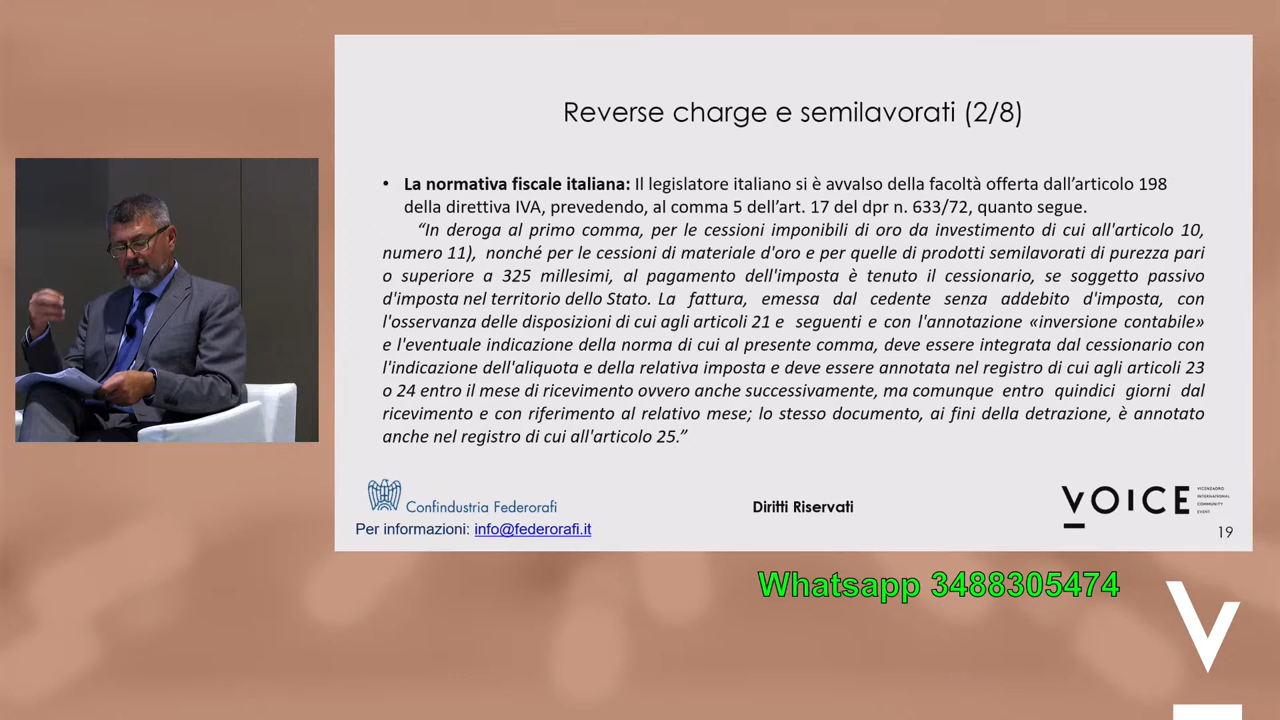 Reverse charge e semilavorati (2/8)
• La normativa fiscale italiana: Il legislatore italiano si è avvalso della facoltà offerta dall’articolo 198
della direttiva IVA, prevedendo, al comma 5 dell’art. 17 del dpr n. 633/72, quanto segue.
“In deroga al primo comma, per le cessioni imponibili di oro da investimento di cui all'articolo 10,
numero 11), nonché per le cessioni di materiale d'oro e per quelle di prodotti semilavorati di purezza pari
o superiore a 325 millesimi, al pagamento dell'imposta è tenuto il cessionario, se soggetto passivo
d'imposta nel territorio dello Stato. La fattura, emessa dal cedente senza addebito d'imposta, con
l'osservanza delle disposizioni di cui agli articoli 21 e seguenti e con l'annotazione «inversione contabile»
e l'eventuale indicazione della norma di cui al presente comma, deve essere integrata dal cessionario con
l'indicazione dell'aliquota e della relativa imposta e deve essere annotata nel registro di cui agli articoli 23
o 24 entro il mese di ricevimento ovvero anche successivamente, ma comunque entro quindici giorni dal
ricevimento e con riferimento al relativo mese; lo stesso documento, ai fini della detrazione, è annotato
anche nel registro di cui all'articolo 25.”
Confindustria Federorafi
Per informazioni: info@federorafi.it
Diritti Riservati
VOICE
VICENZAORO
INTERNATIONAL
COMMUNITY
EVENT
19
Whatsapp 3488305474
V